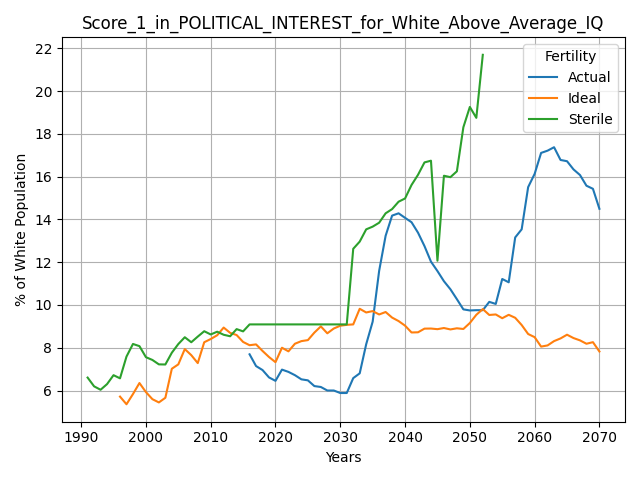 Score_1_in_POLITICAL_INTEREST_for_White_Above_Average_IQ
% of White Population
22
20
18
16
14
12
10
8
6
Fertility
Actual
Ideal
Sterile
1990 2000 2010 2020 2030 2040 2050 2060 2070
Years